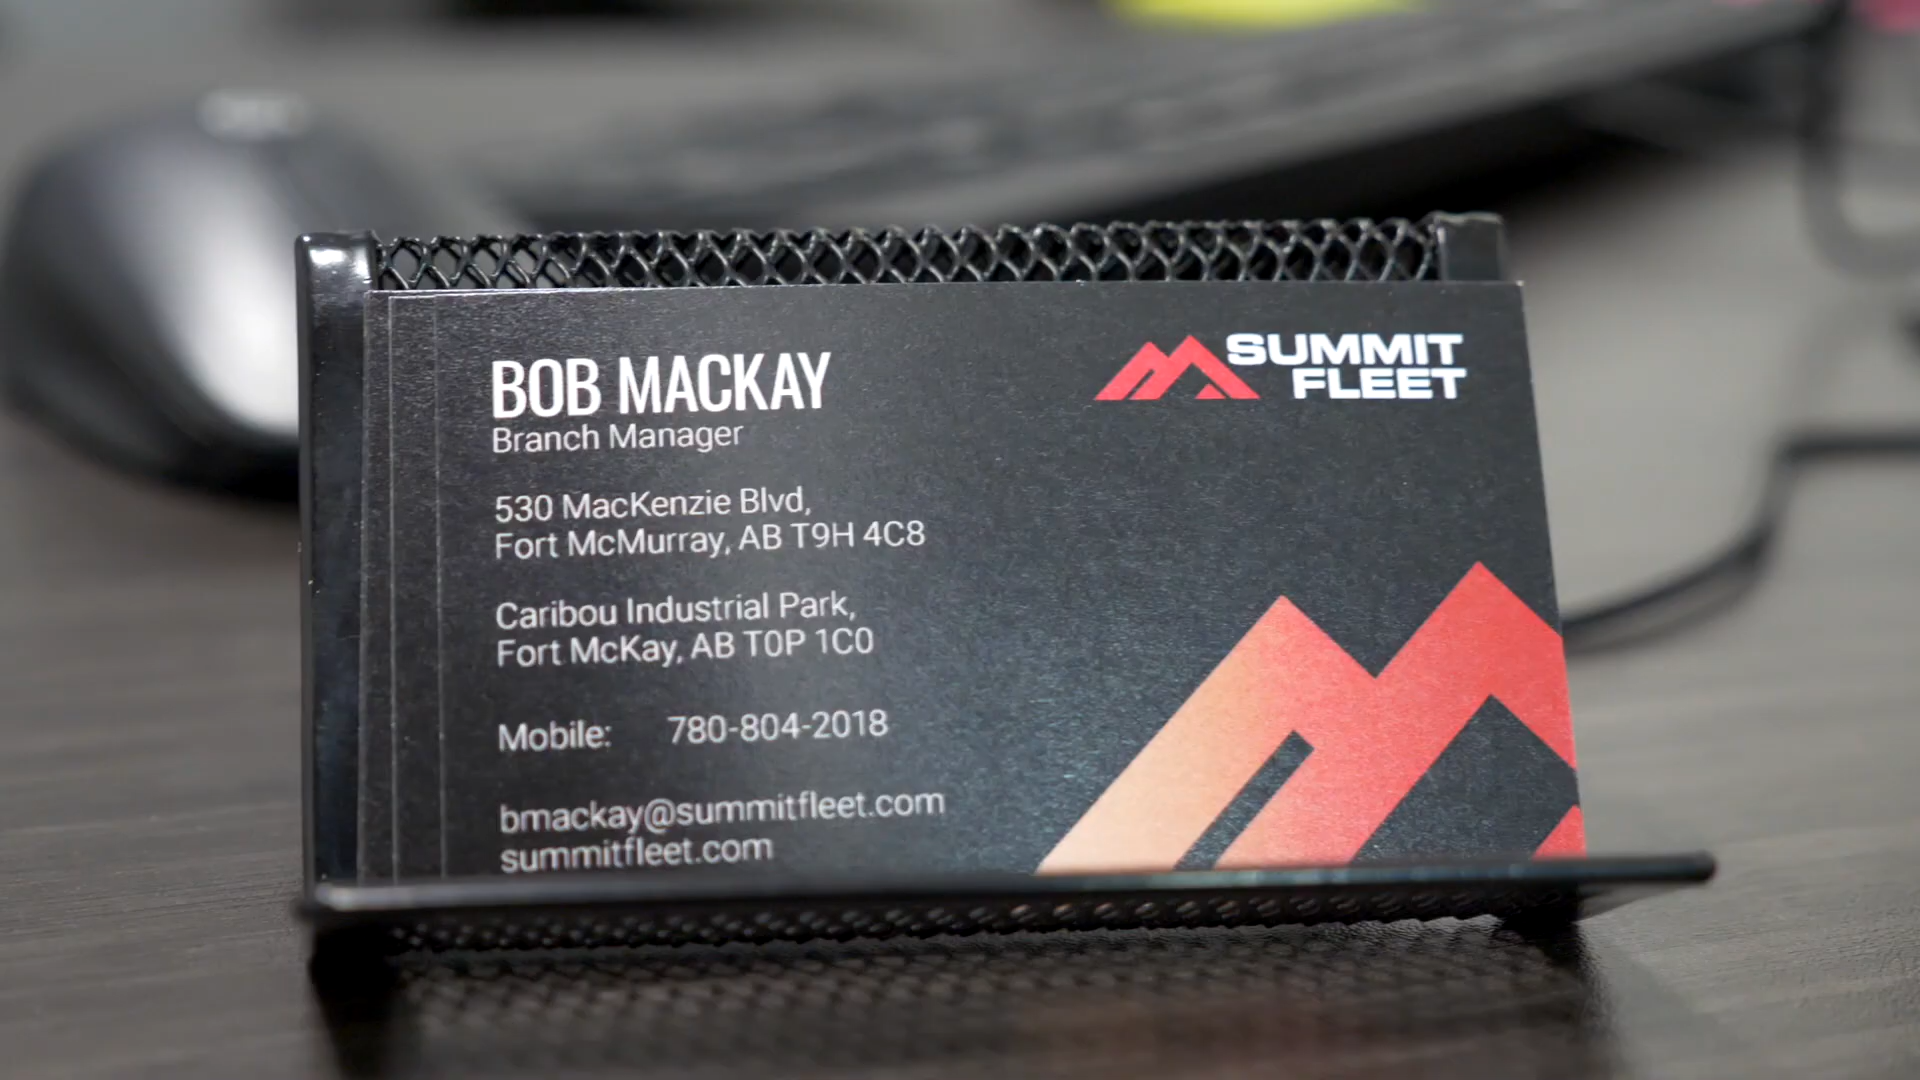 BOB MACKAY
Branch Manager
SUMMIT
FLEET
530 MacKenzie Blvd,
Fort McMurray, AB T9H 4C8
Caribou Industrial Park,
Fort McKay, AB T0P 1C0
Mobile: 780-804-2018
bmackay@summitfleet.com
summitfleet.com